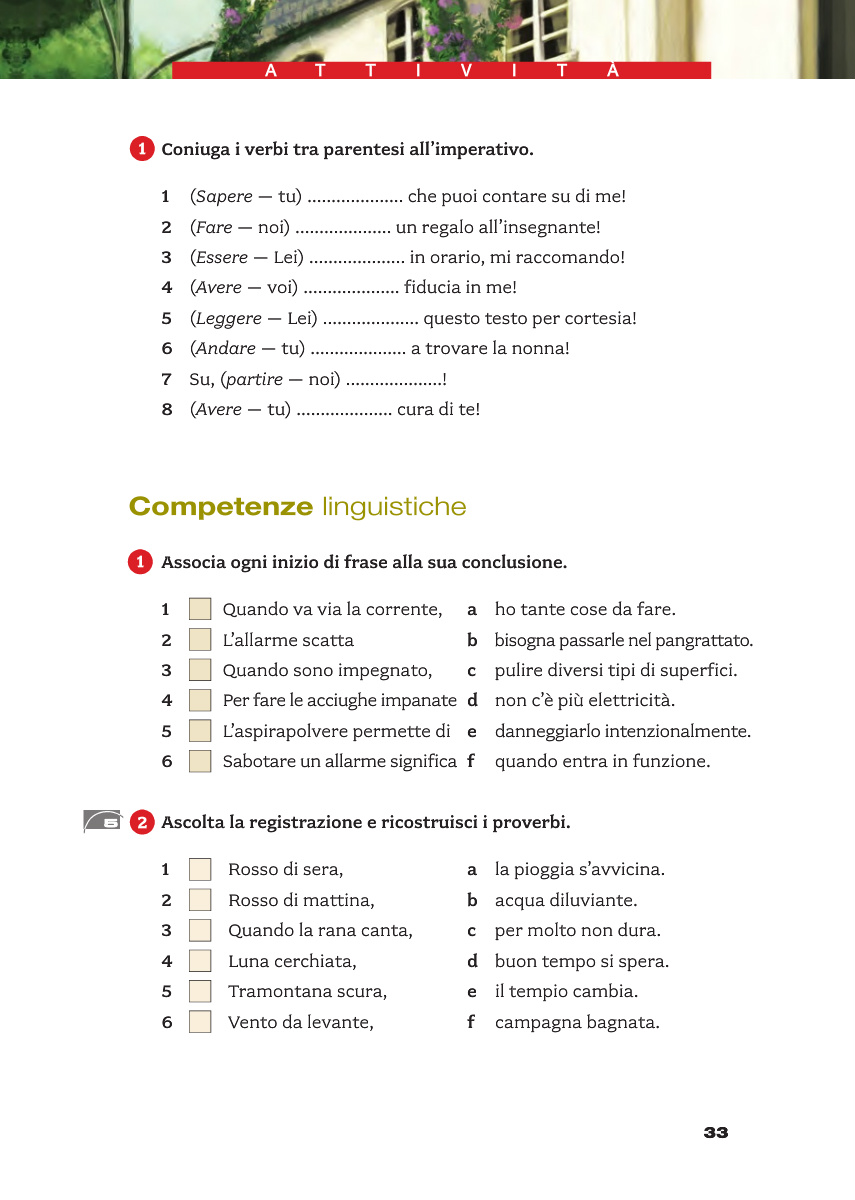 ATTIVITÀ
1 Coniuga i verbi tra parentesi all'imperativo.
1 (Sapere — tu) .................... che puoi contare su di me!
2 (Fare — noi) .................... un regalo all'insegnante!
3 (Essere — Lei) .................... in orario, mi raccomando!
4 (Avere — voi) .................... fiducia in me!
5 (Leggere — Lei) .................... questo testo per cortesia!
6 (Andare — tu) .................... a trovare la nonna!
7 Su, (partire — noi) ....................!
8 (Avere — tu) .................... cura di te!
Competenze linguistiche
1 Associa ogni inizio di frase alla sua conclusione.
1 Quando va via la corrente, a ho tante cose da fare.
2 L'allarme scatta b bisogna passarle nel pangrattato.
3 Quando sono impegnato, c pulire diversi tipi di superfici.
4 Per fare le acciughe impanate d non c'è più elettricità.
5 L'aspirapolvere permette di e danneggiarlo intenzionalmente.
6 Sabotare un allarme significa f quando entra in funzione.
5 2 Ascolta la registrazione e ricostruisci i proverbi.
1 Rosso di sera, a la pioggia s'avvicina.
2 Rosso di mattina, b acqua diluviante.
3 Quando la rana canta, c per molto non dura.
4 Luna cerchiata, d buon tempo si spera.
5 Tramontana scura, e il tempio cambia.
6 Vento da levante, f campagna bagnata.
33